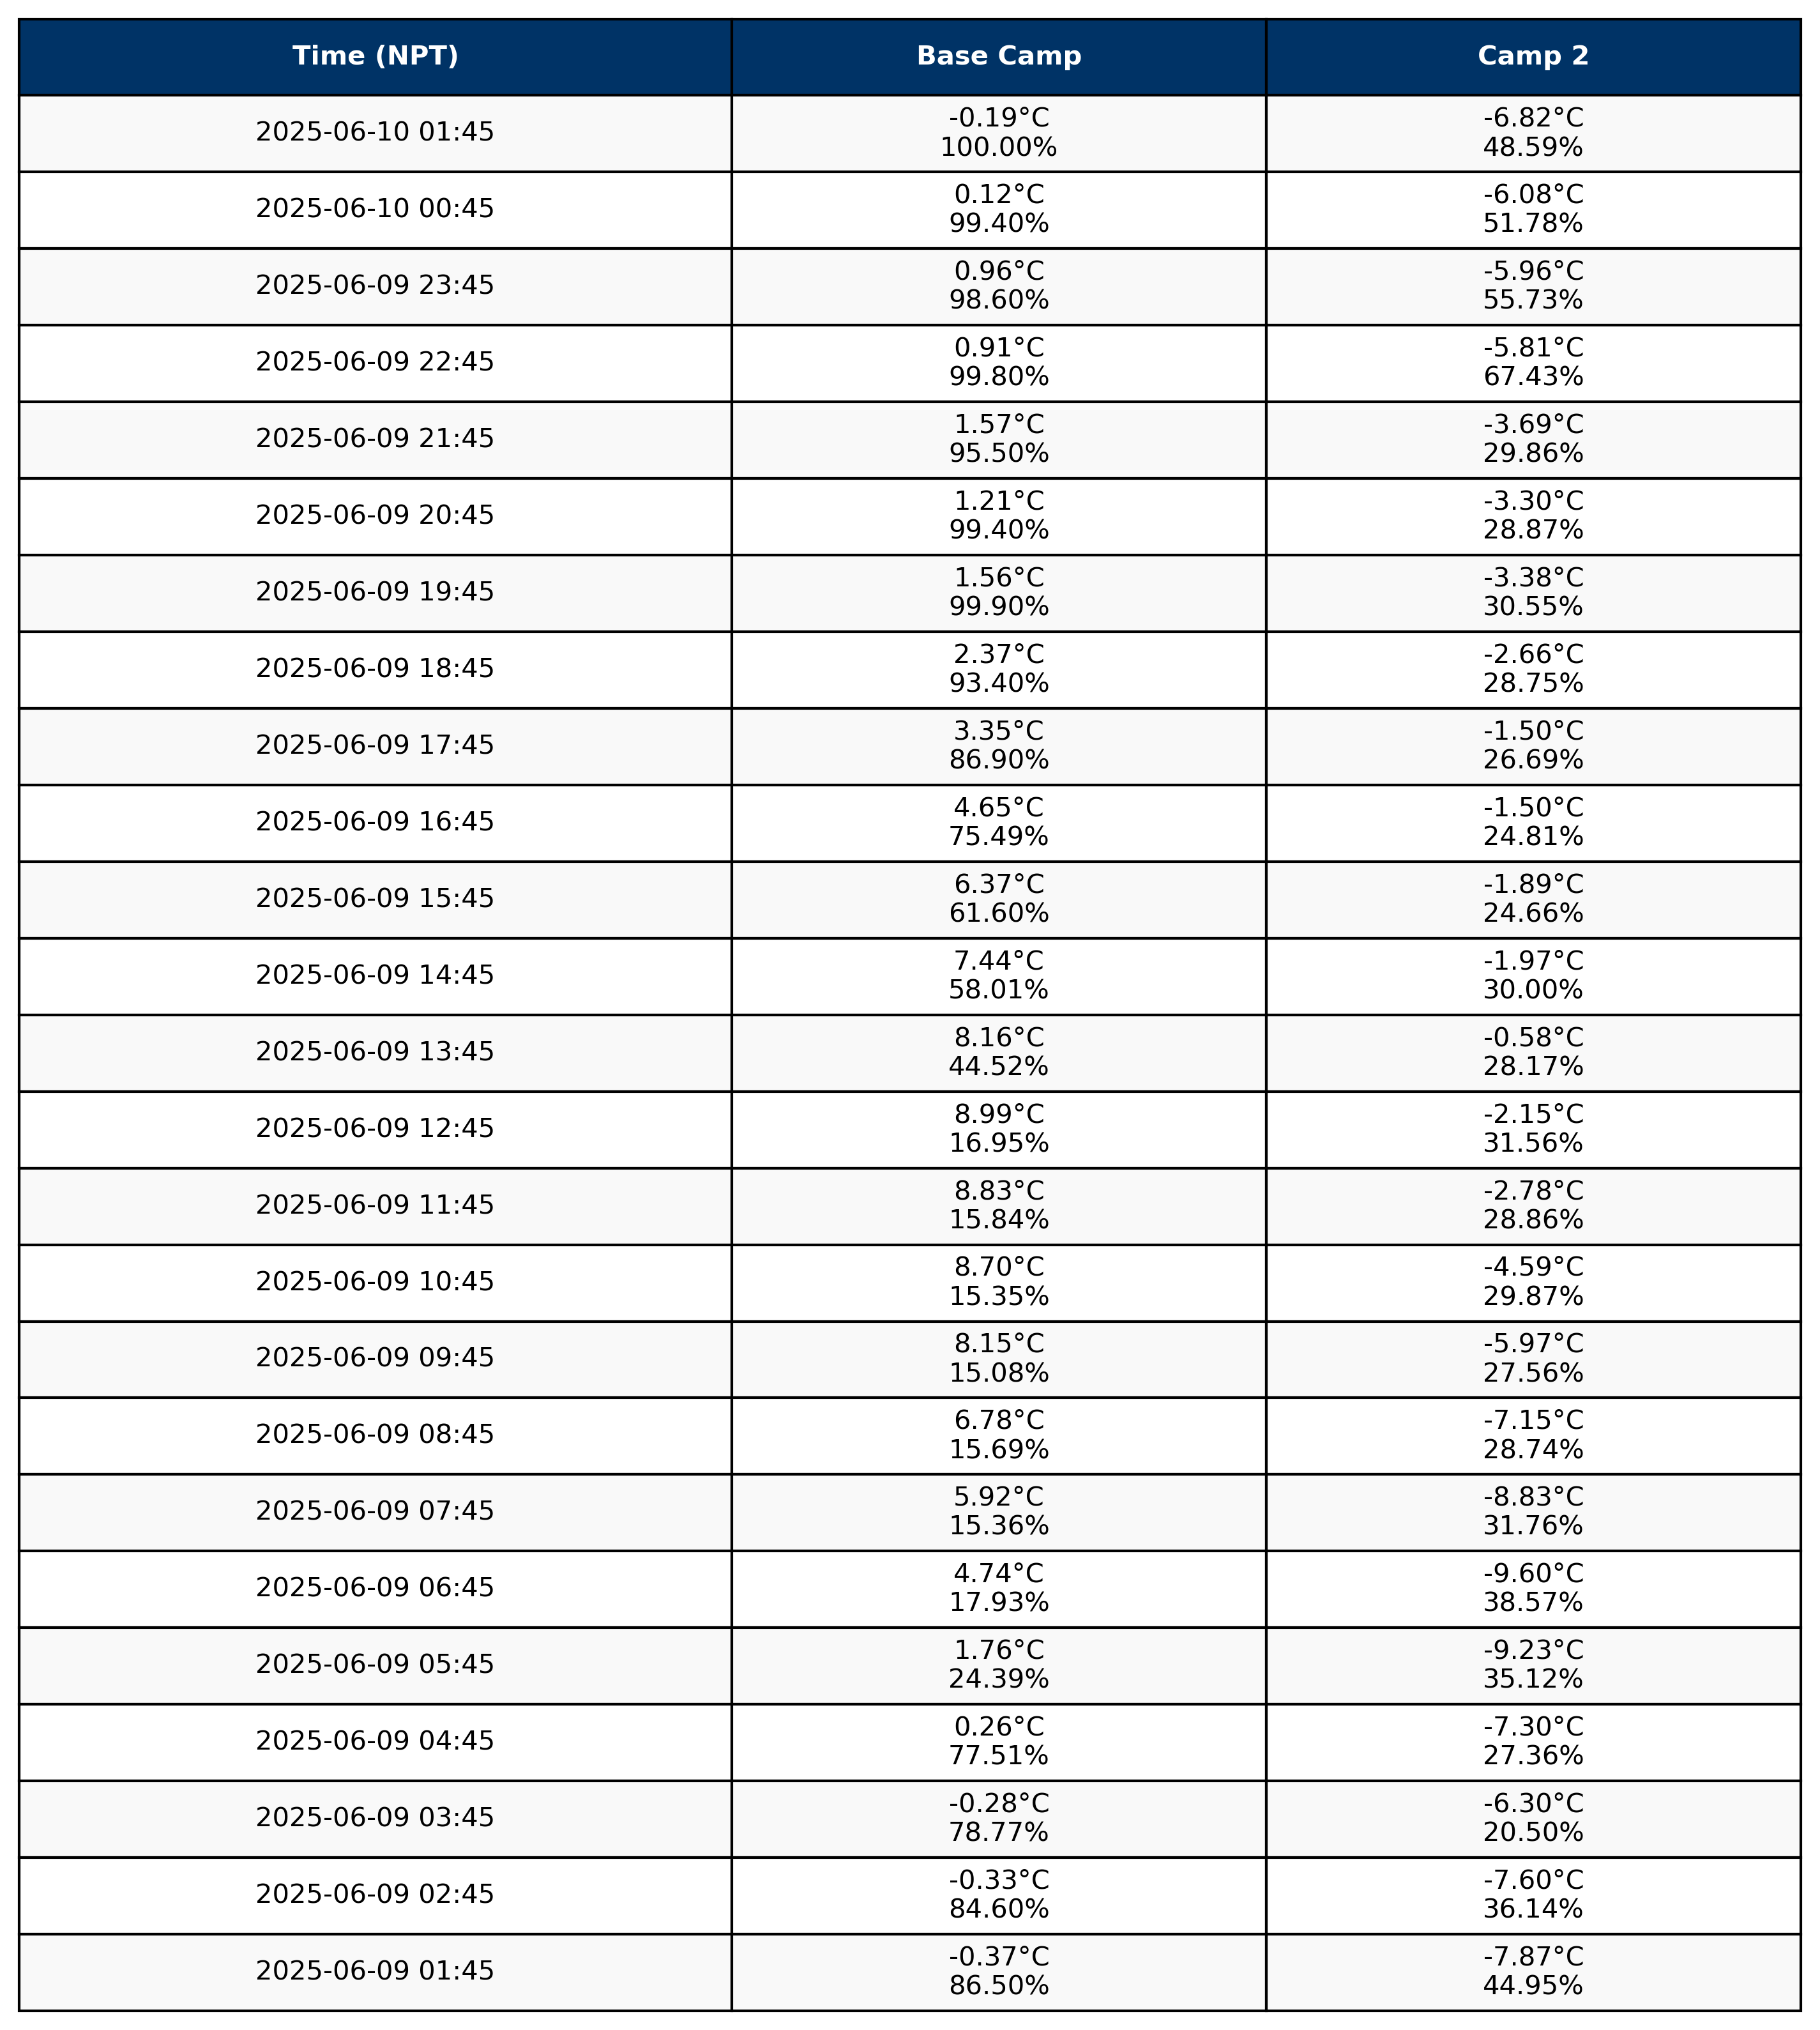 Time (NPT) Base Camp Camp 2
2025-06-10 01:45 -0.19°C -6.82°C
100.00% 48.59%
2025-06-10 00:45 0.12°C -6.08°C
99.40% 51.78%
2025-06-09 23:45 0.96°C -5.96°C
98.60% 55.73%
2025-06-09 22:45 0.91°C -5.81°C
99.80% 67.43%
2025-06-09 21:45 1.57°C -3.69°C
95.50% 29.86%
2025-06-09 20:45 1.21°C -3.30°C
99.40% 28.87%
2025-06-09 19:45 1.56°C -3.38°C
99.90% 30.55%
2025-06-09 18:45 2.37°C -2.66°C
93.40% 28.75%
2025-06-09 17:45 3.35°C -1.50°C
86.90% 26.69%
2025-06-09 16:45 4.65°C -1.50°C
75.49% 24.81%
2025-06-09 15:45 6.37°C -1.89°C
61.60% 24.66%
2025-06-09 14:45 7.44°C -1.97°C
58.01% 30.00%
2025-06-09 13:45 8.16°C -0.58°C
44.52% 28.17%
2025-06-09 12:45 8.99°C -2.15°C
16.95% 31.56%
2025-06-09 11:45 8.83°C -2.78°C
15.84% 28.86%
2025-06-09 10:45 8.70°C -4.59°C
15.35% 29.87%
2025-06-09 09:45 8.15°C -5.97°C
15.08% 27.56%
2025-06-09 08:45 6.78°C -7.15°C
15.69% 28.74%
2025-06-09 07:45 5.92°C -8.83°C
15.36% 31.76%
2025-06-09 06:45 4.74°C -9.60°C
17.93% 38.57%
2025-06-09 05:45 1.76°C -9.23°C
24.39% 35.12%
2025-06-09 04:45 0.26°C -7.30°C
77.51% 27.36%
2025-06-09 03:45 -0.28°C -6.30°C
78.77% 20.50%
2025-06-09 02:45 -0.33°C -7.60°C
84.60% 36.14%
2025-06-09 01:45 -0.37°C -7.87°C
86.50% 44.95%